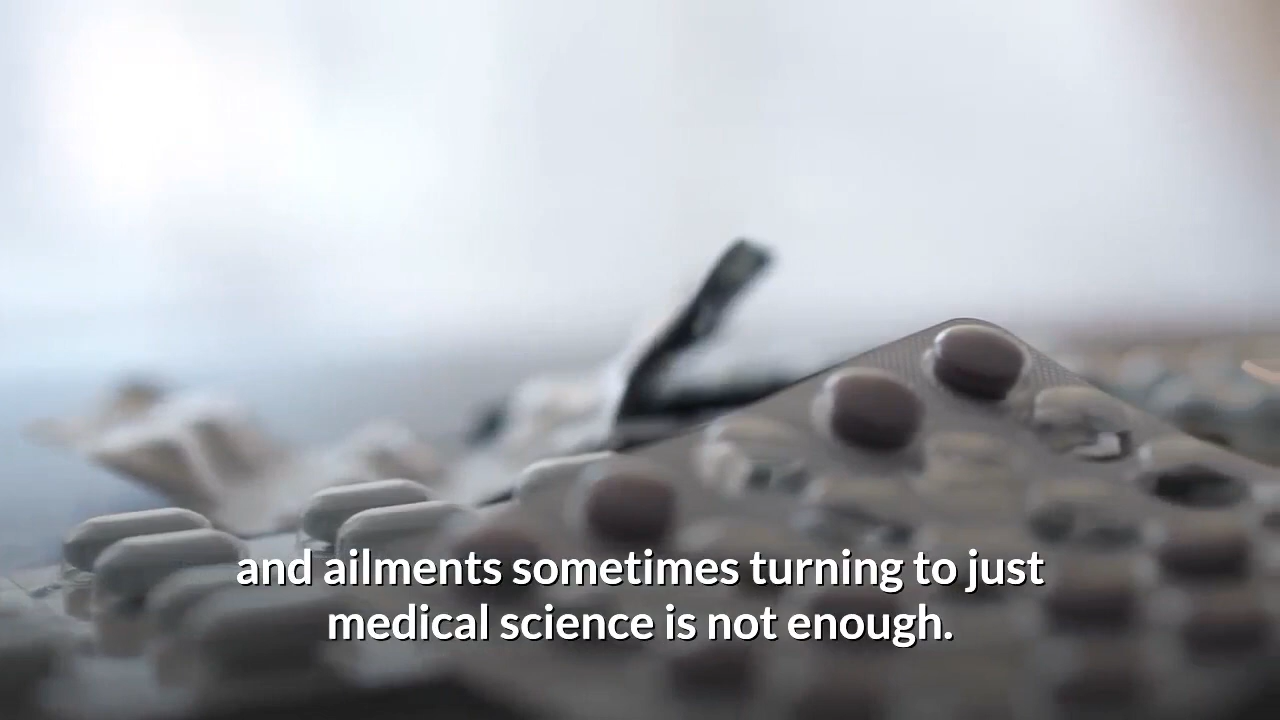 and ailments sometimes turning to just
medical science is not enough.